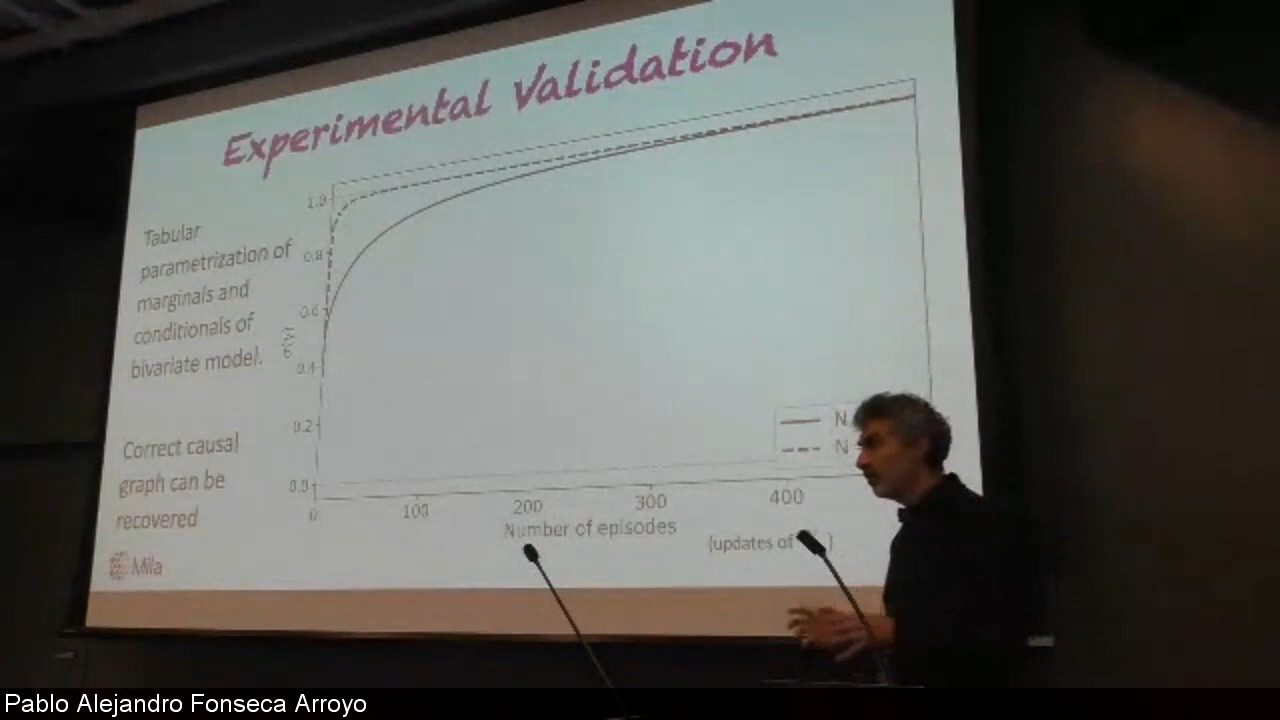 Experimental Validation
Tabular
parametrization of
marginals and
conditionals of
bivariate model.
Correct causal
graph can be
recovered
Mila
1.0
0.8
0.6
0.4
0.2
0.0
σ(γ)
0
100
200
300
400
Number of episodes
(updates of
)
N
N
Pablo Alejandro Fonseca Arroyo